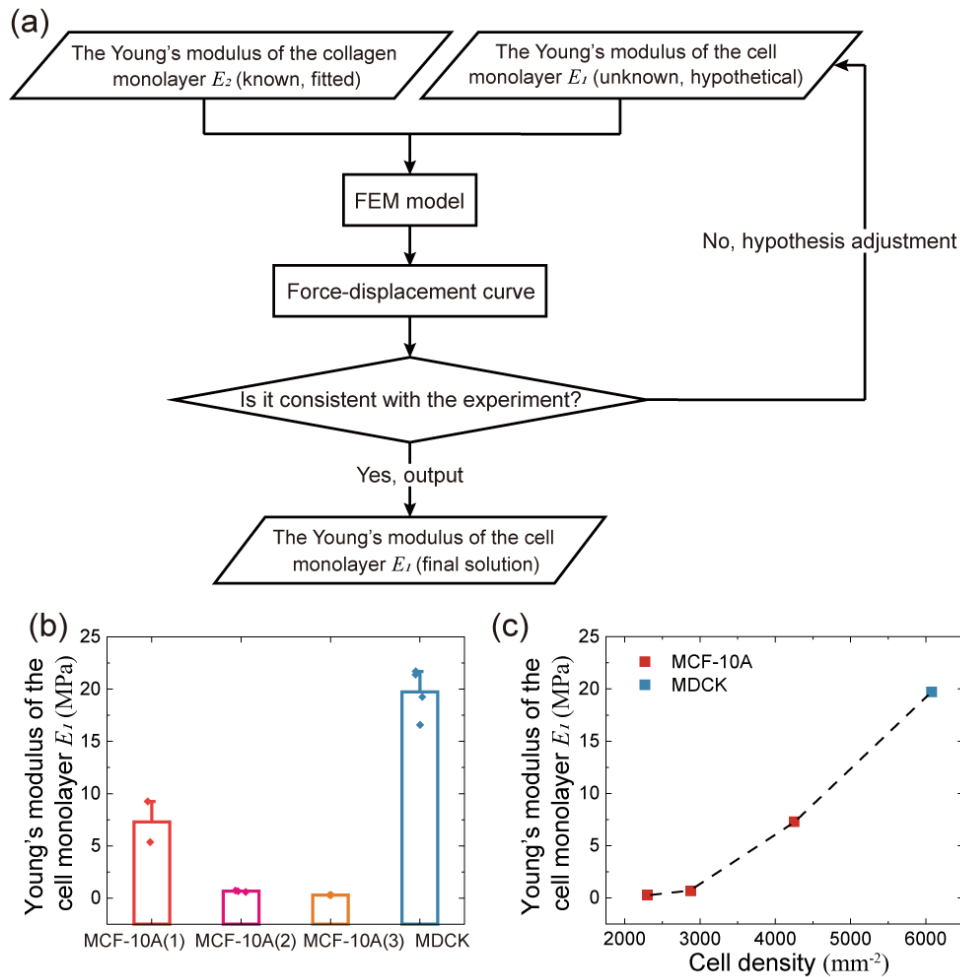 (a)
The Young's modulus of the collagen
monolayer E₂ (known, fitted)
The Young's modulus of the cell
monolayer E₁ (unknown, hypothetical)
FEM model
No, hypothesis adjustment
Force-displacement curve
Is it consistent with the experiment?
Yes, output
The Young's modulus of the cell
monolayer E₁ (final solution)
(b)
Young's modulus of the
cell monolayer E₁ (MPa)
25
20
15
10
5
0
MCF-10A(1) MCF-10A(2) MCF-10A(3) MDCK
(c)
Young's modulus of the
cell monolayer E₁ (MPa)
25
20
15
10
5
0
MCF-10A
MDCK
2000 3000 4000 5000 6000
Cell density (mm⁻²)